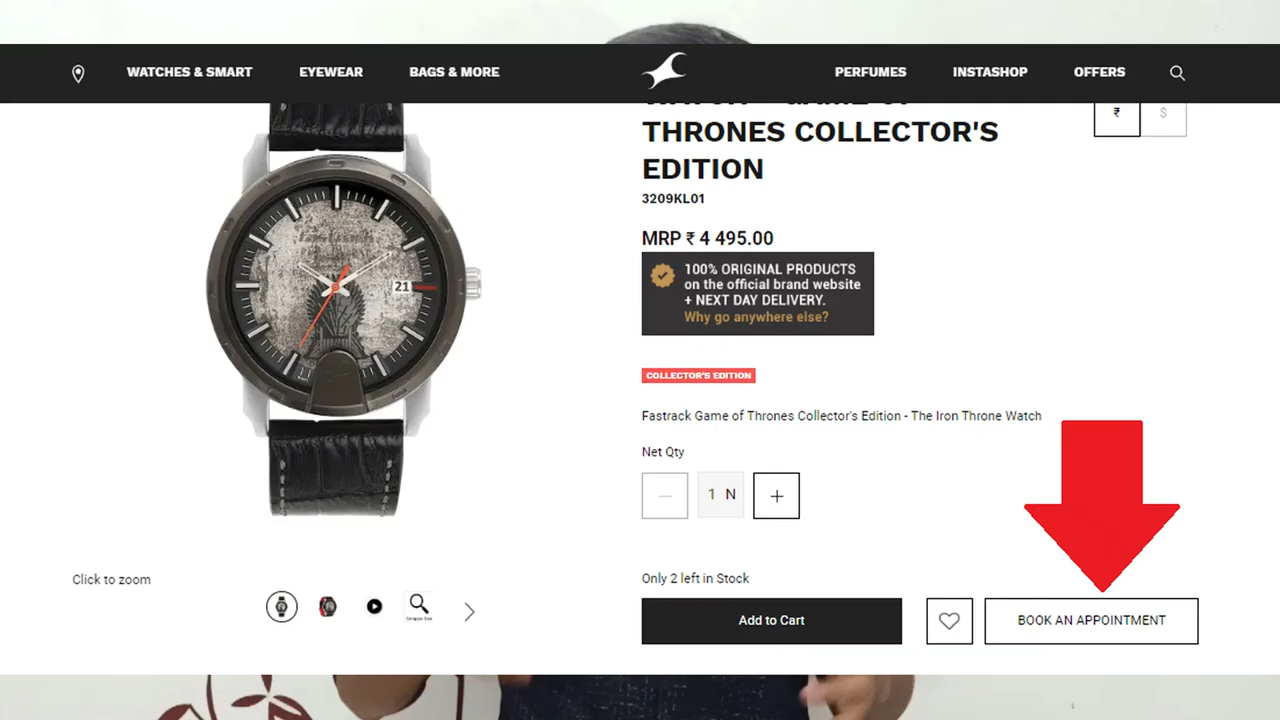 WATCHES & SMART
EYEWEAR
BAGS & MORE
PERFUMES
INSTASHOP
OFFERS
THRONES COLLECTOR'S
EDITION
₹
$
3209KL01
MRP ₹ 4 495.00
100% ORIGINAL PRODUCTS
on the official brand website
+ NEXT DAY DELIVERY.
Why go anywhere else?
21
COLLECTOR'S EDITION
Fastrack Game of Thrones Collector's Edition - The Iron Throne Watch
Net Qty
1 N
+
Click to zoom
Only 2 left in Stock
Add to Cart
BOOK AN APPOINTMENT